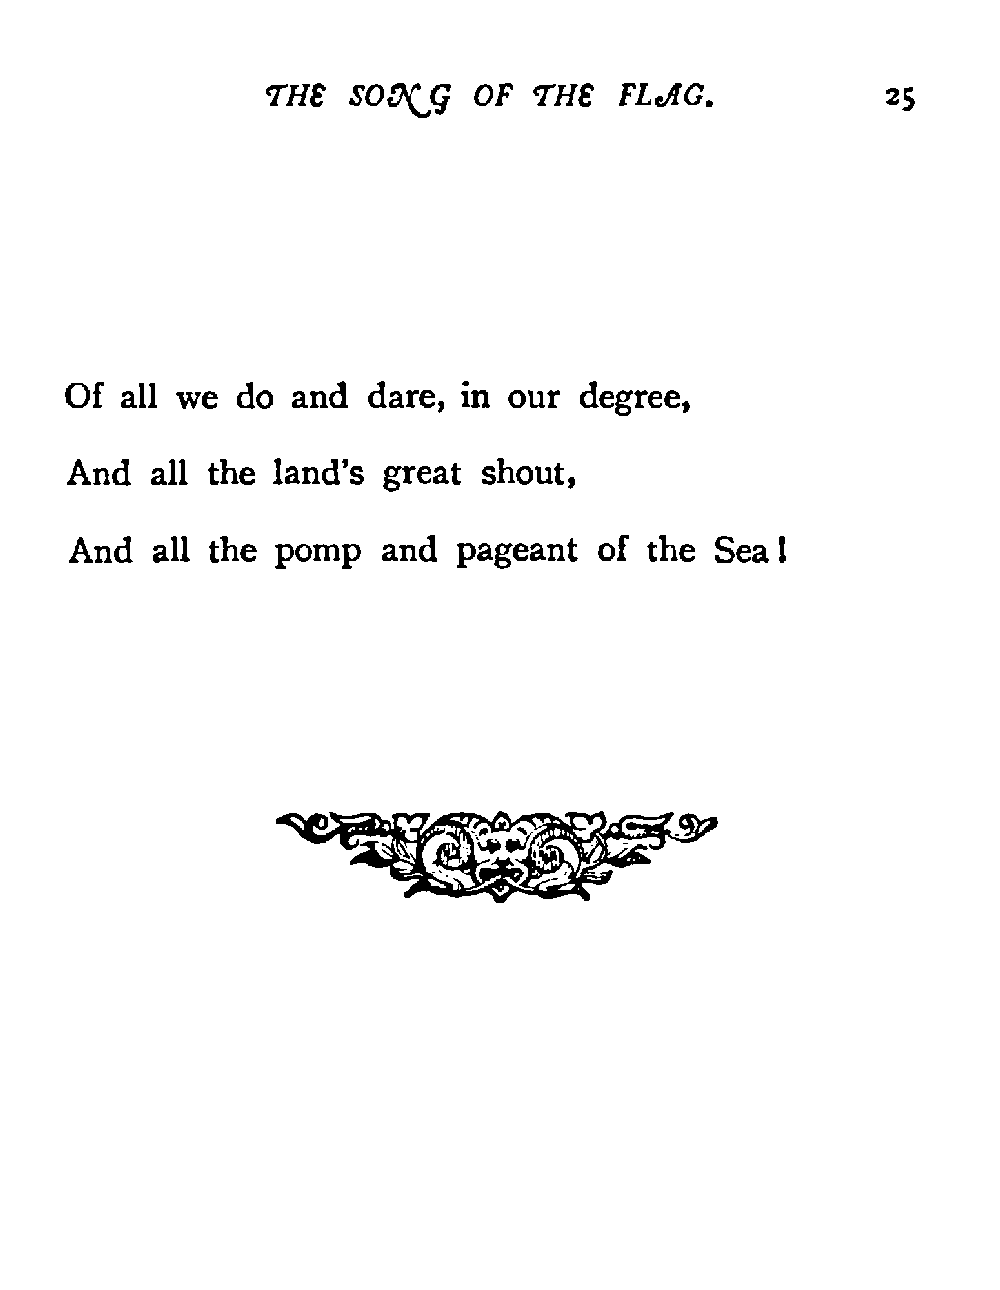 THE SONG OF THE FLAG. 25
Of all we do and dare, in our degree,
And all the land's great shout,
And all the pomp and pageant of the Sea!